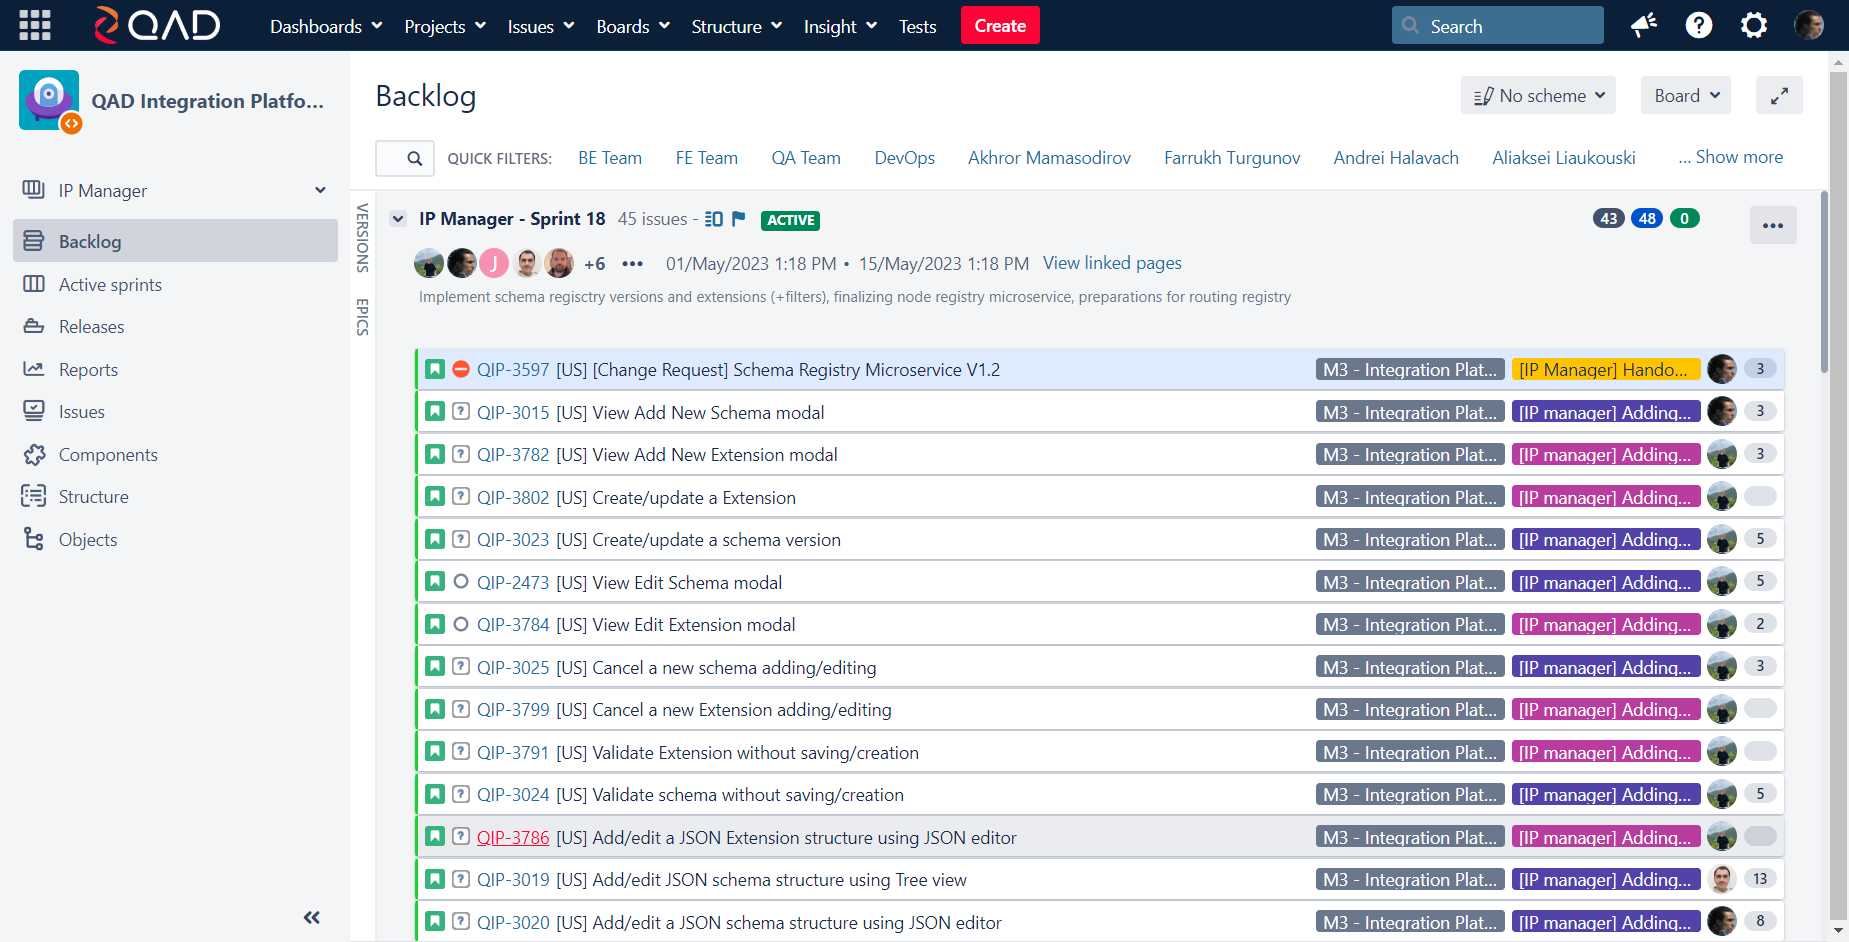 QAD Dashboards Projects Issues Boards Structure Insight Tests Create Search
QAD Integration Platfo...
IP Manager
Backlog
Active sprints
Releases
Reports
Issues
Components
Structure
Objects
Backlog
No scheme
Board
QUICK FILTERS: BE Team FE Team QA Team DevOps Akhror Mamasodirov Farrukh Turgunov Andrei Halavach Aliaksei Liaukouski ... Show more
VERSIONS
EPICS
IP Manager - Sprint 18 45 issues - ACTIVE 43 48 0
J +6 ••• 01/May/2023 1:18 PM • 15/May/2023 1:18 PM View linked pages
Implement schema regisctry versions and extensions (+filters), finalizing node registry microservice, preparations for routing registry
QIP-3597 [US] [Change Request] Schema Registry Microservice V1.2 M3 - Integration Plat... [IP Manager] Hando... 3
QIP-3015 [US] View Add New Schema modal M3 - Integration Plat... [IP manager] Adding... 3
QIP-3782 [US] View Add New Extension modal M3 - Integration Plat... [IP manager] Adding... 3
QIP-3802 [US] Create/update a Extension M3 - Integration Plat... [IP manager] Adding...
QIP-3023 [US] Create/update a schema version M3 - Integration Plat... [IP manager] Adding... 5
QIP-2473 [US] View Edit Schema modal M3 - Integration Plat... [IP manager] Adding... 5
QIP-3784 [US] View Edit Extension modal M3 - Integration Plat... [IP manager] Adding... 2
QIP-3025 [US] Cancel a new schema adding/editing M3 - Integration Plat... [IP manager] Adding... 3
QIP-3799 [US] Cancel a new Extension adding/editing M3 - Integration Plat... [IP manager] Adding...
QIP-3791 [US] Validate Extension without saving/creation M3 - Integration Plat... [IP manager] Adding...
QIP-3024 [US] Validate schema without saving/creation M3 - Integration Plat... [IP manager] Adding... 5
QIP-3786 [US] Add/edit a JSON Extension structure using JSON editor M3 - Integration Plat... [IP manager] Adding...
QIP-3019 [US] Add/edit JSON schema structure using Tree view M3 - Integration Plat... [IP manager] Adding... 13
QIP-3020 [US] Add/edit a JSON schema structure using JSON editor M3 - Integration Plat... [IP manager] Adding... 8